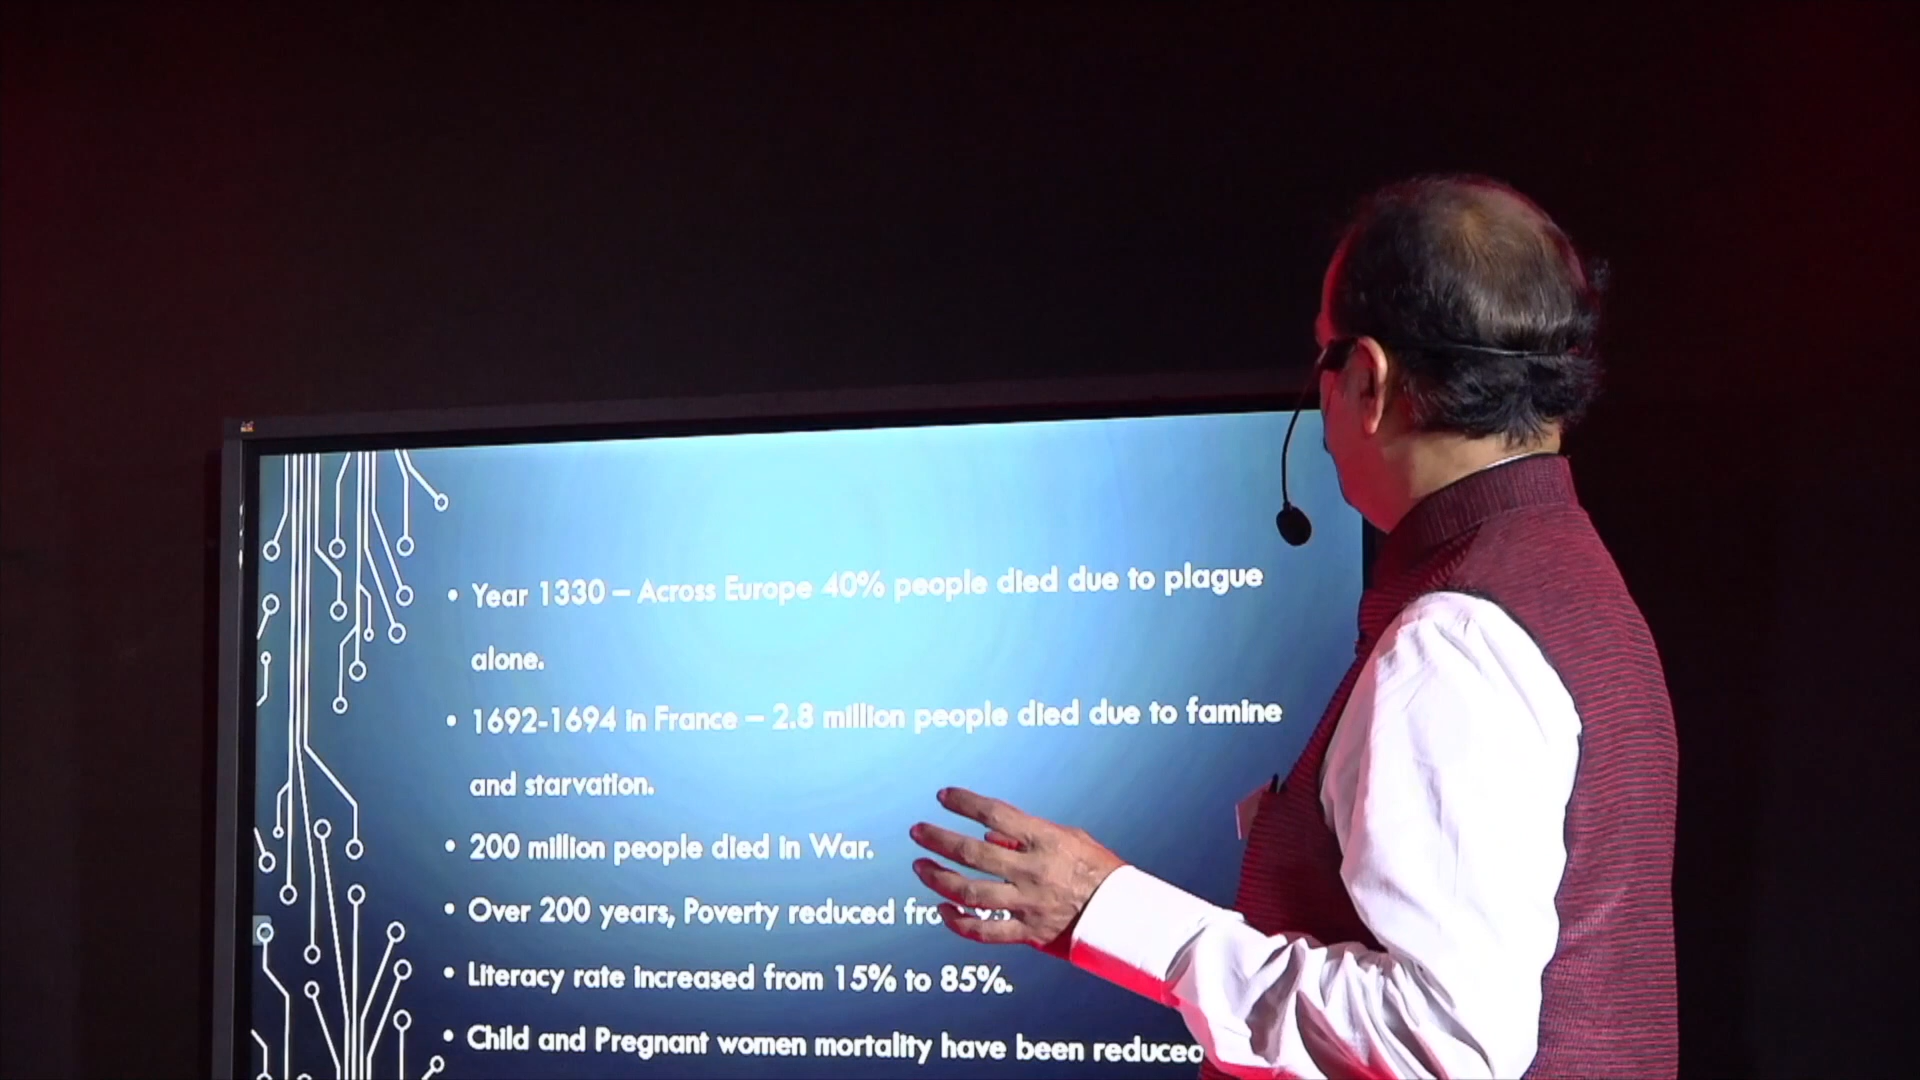 • Year 1330 – Across Europe 40% people died due to plague
alone.
• 1692-1694 in France – 2.8 million people died due to famine
and starvation.
• 200 million people died in War.
• Over 200 years, Poverty reduced
• Literacy rate increased from 15% to 85%.
• Child and Pregnant women mortality have been reduced